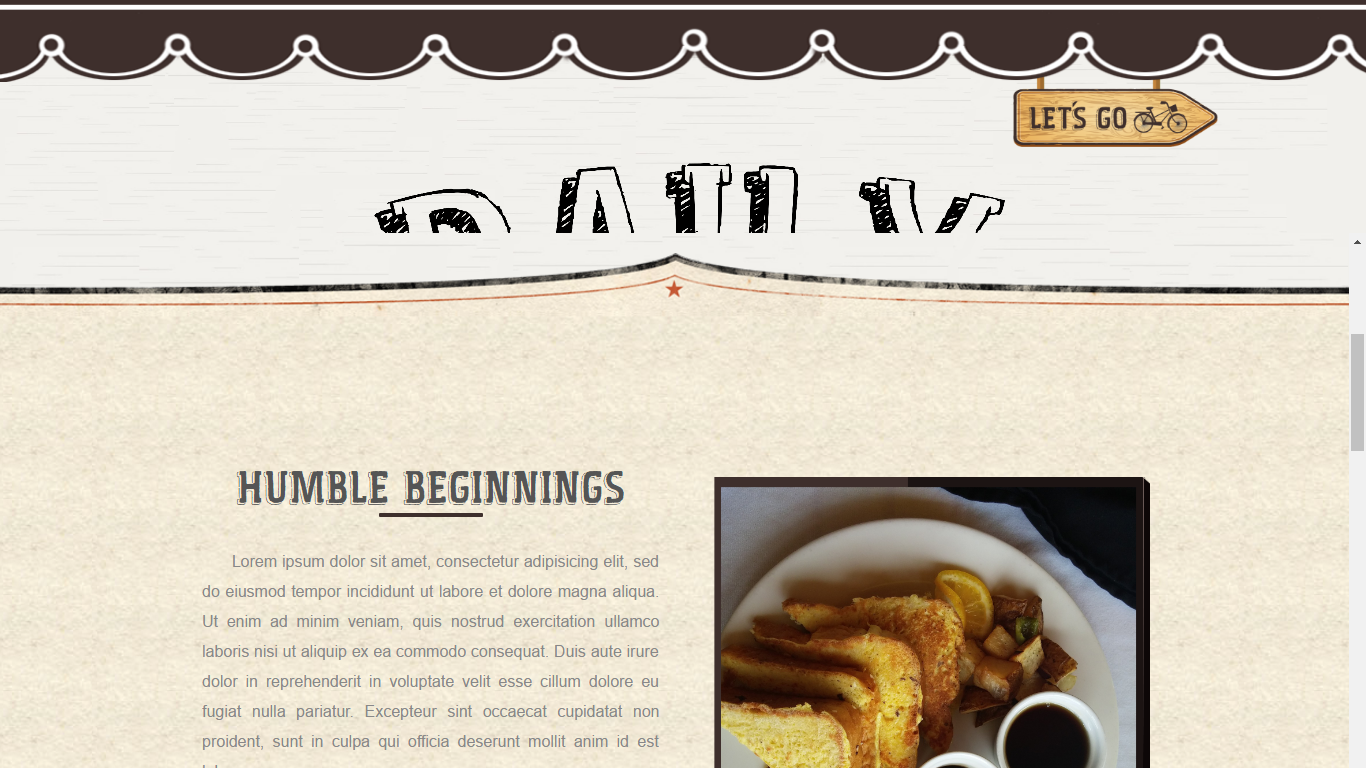 LET'S GO
DAILY
HUMBLE BEGINNINGS
Lorem ipsum dolor sit amet, consectetur adipisicing elit, sed
do eiusmod tempor incididunt ut labore et dolore magna aliqua.
Ut enim ad minim veniam, quis nostrud exercitation ullamco
laboris nisi ut aliquip ex ea commodo consequat. Duis aute irure
dolor in reprehenderit in voluptate velit esse cillum dolore eu
fugiat nulla pariatur. Excepteur sint occaecat cupidatat non
proident, sunt in culpa qui officia deserunt mollit anim id est